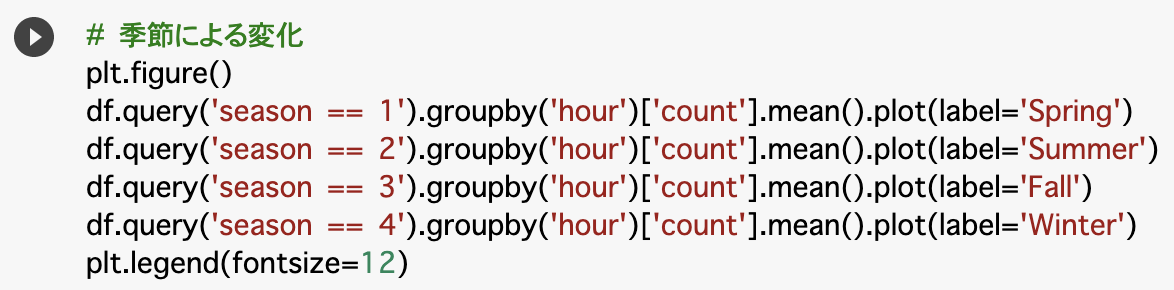 # 季節による変化
plt.figure()
df.query('season == 1').groupby('hour')['count'].mean().plot(label='Spring')
df.query('season == 2').groupby('hour')['count'].mean().plot(label='Summer')
df.query('season == 3').groupby('hour')['count'].mean().plot(label='Fall')
df.query('season == 4').groupby('hour')['count'].mean().plot(label='Winter')
plt.legend(fontsize=12)